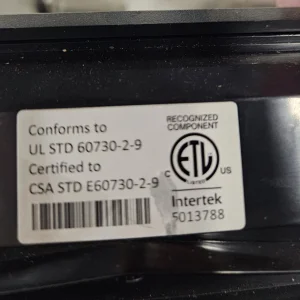 Conforms to
UL STD 60730-2-9
Certified to
CSA STD E60730-2-9
RECOGNIZED
COMPONENT
ETL
C US
Intertek
5013788